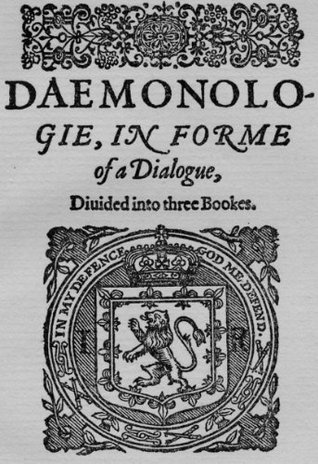 DAEMONOLO-
GIE, IN FORME
of a Dialogue,
Diuided into three Bookes.
IN MY DEFENCE GOD ME DEFEND.
I R